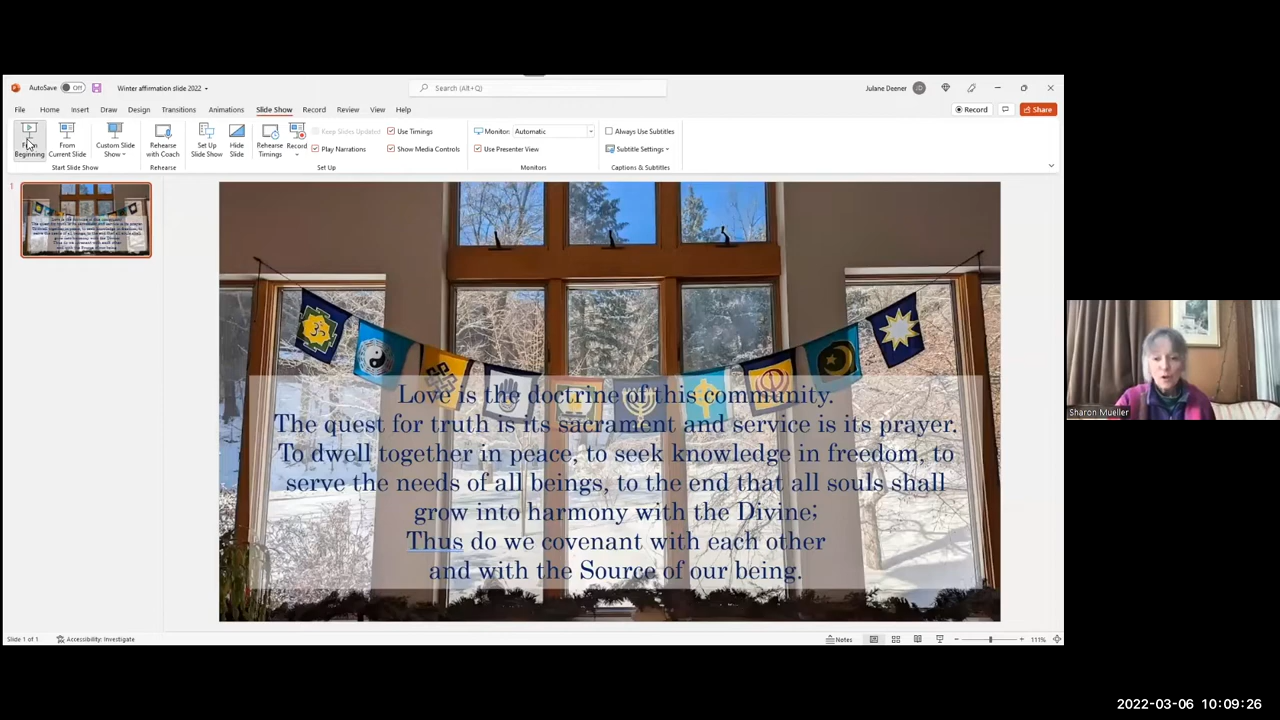 AutoSave Off Winter affirmation slide 2022 Search (Alt+Q) Julane Deener JD
File Home Insert Draw Design Transitions Animations Slide Show Record Review View Help Record Share
From Beginning
From Current Slide
Custom Slide Show
Rehearse with Coach
Set Up Slide Show
Hide Slide
Rehearse Timings
Record
Keep Slides Updated
Play Narrations
Use Timings
Show Media Controls
Monitor: Automatic
Use Presenter View
Always Use Subtitles
Subtitle Settings
Start Slide Show Rehearse Set Up Monitors Captions & Subtitles
1
Love is the doctrine of this community.
The quest for truth is its sacrament and service is its prayer.
To dwell together in peace, to seek knowledge in freedom, to
serve the needs of all beings, to the end that all souls shall
grow into harmony with the Divine;
Thus do we covenant with each other
and with the Source of our being.
Sharon Mueller
Slide 1 of 1 Accessibility: Investigate Notes 111%
2022-03-06 10:09:26